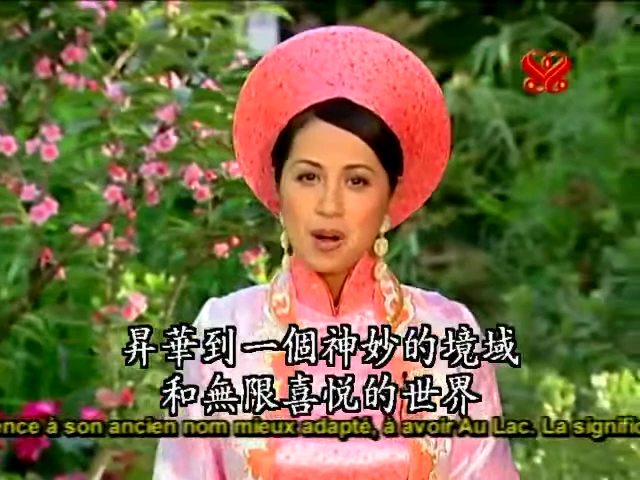 昇華到一個神妙的境域
和無限喜悅的世界
ence à son ancien nom mieux adapté, à avoir Au Lac. La signific